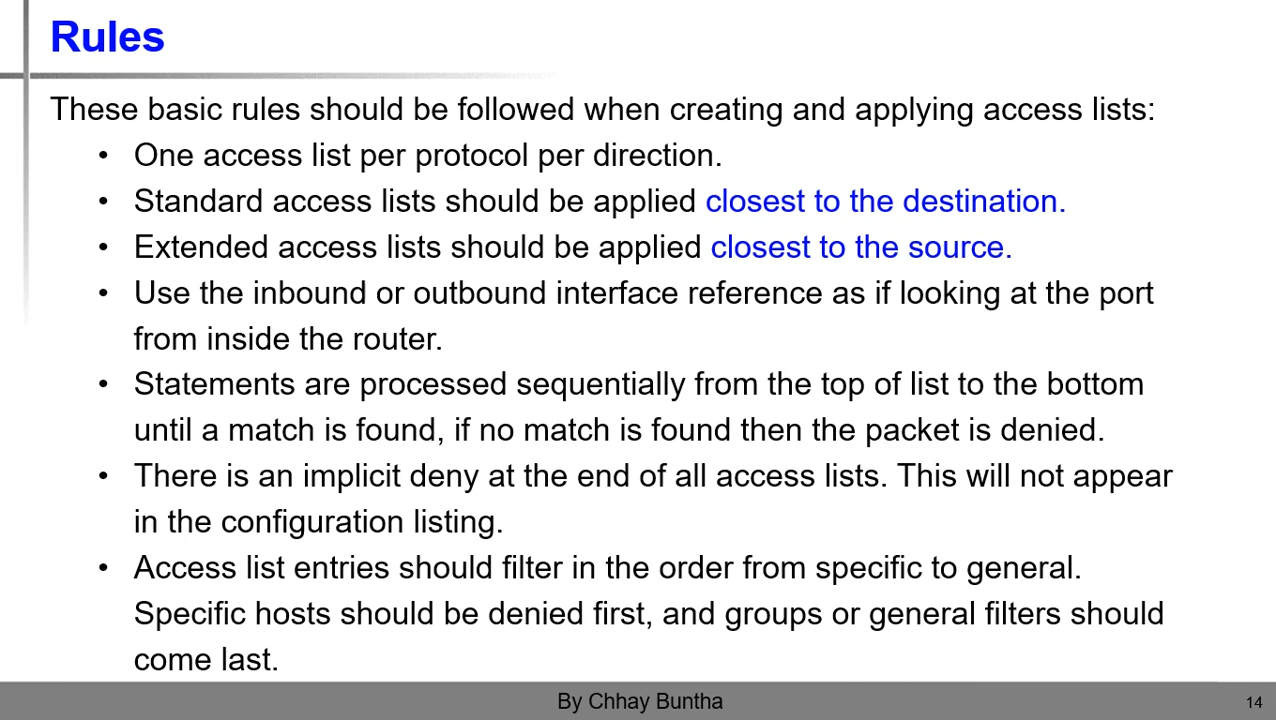 Rules
These basic rules should be followed when creating and applying access lists:
• One access list per protocol per direction.
• Standard access lists should be applied closest to the destination.
• Extended access lists should be applied closest to the source.
• Use the inbound or outbound interface reference as if looking at the port
from inside the router.
• Statements are processed sequentially from the top of list to the bottom
until a match is found, if no match is found then the packet is denied.
• There is an implicit deny at the end of all access lists. This will not appear
in the configuration listing.
• Access list entries should filter in the order from specific to general.
Specific hosts should be denied first, and groups or general filters should
come last.
By Chhay Buntha
14